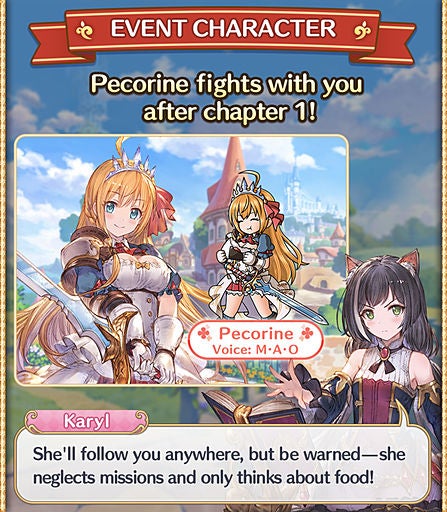 EVENT CHARACTER
Pecorine fights with you
after chapter 1!
Pecorine
Voice: M・A・O
Karyl
She'll follow you anywhere, but be warned—she
neglects missions and only thinks about food!